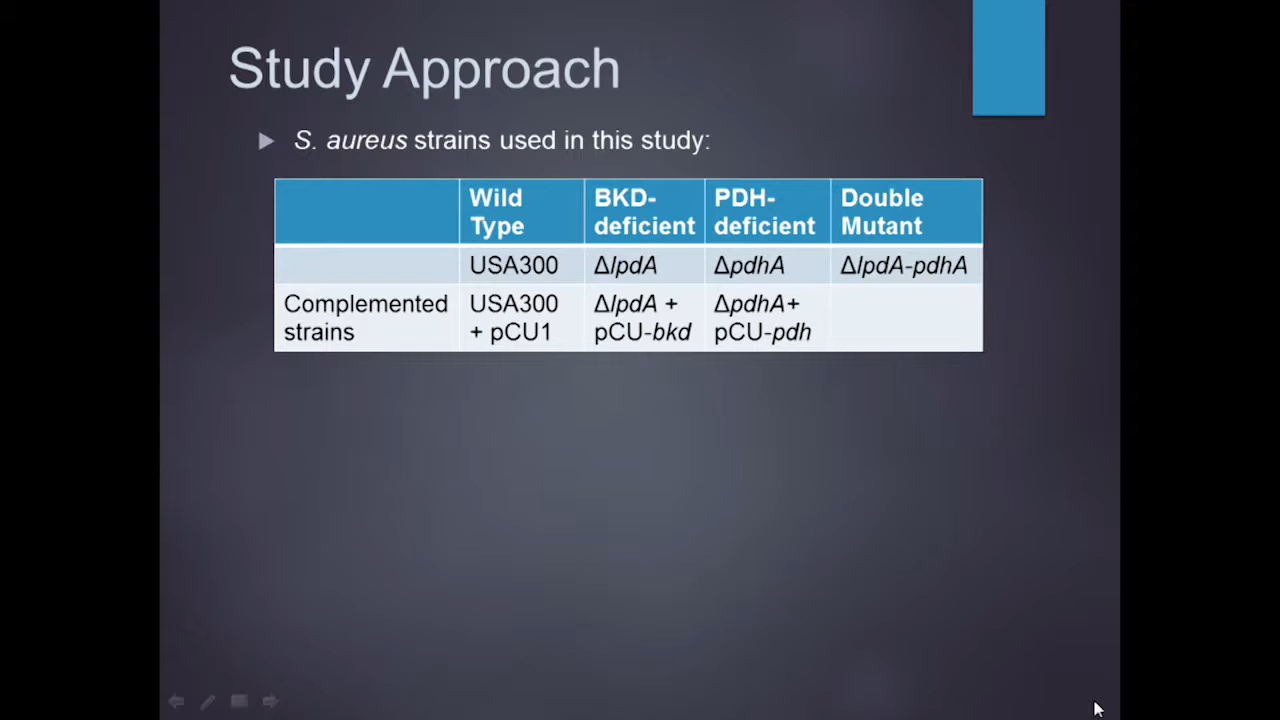 Study Approach
S. aureus strains used in this study:
Wild Type BKD-deficient PDH-deficient Double Mutant
USA300 ΔlpdA ΔpdhA ΔlpdA-pdhA
Complemented strains USA300 + pCU1 ΔlpdA + pCU-bkd ΔpdhA+ pCU-pdh